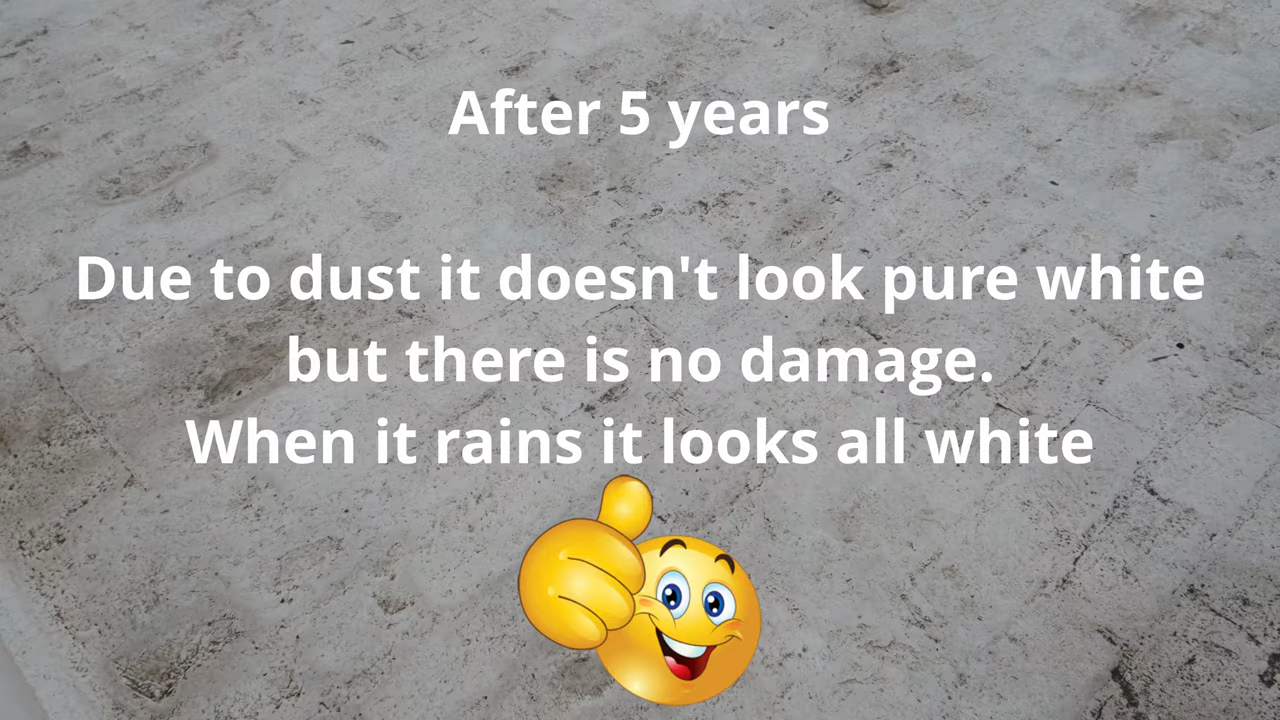 After 5 years
Due to dust it doesn't look pure white
but there is no damage.
When it rains it looks all white